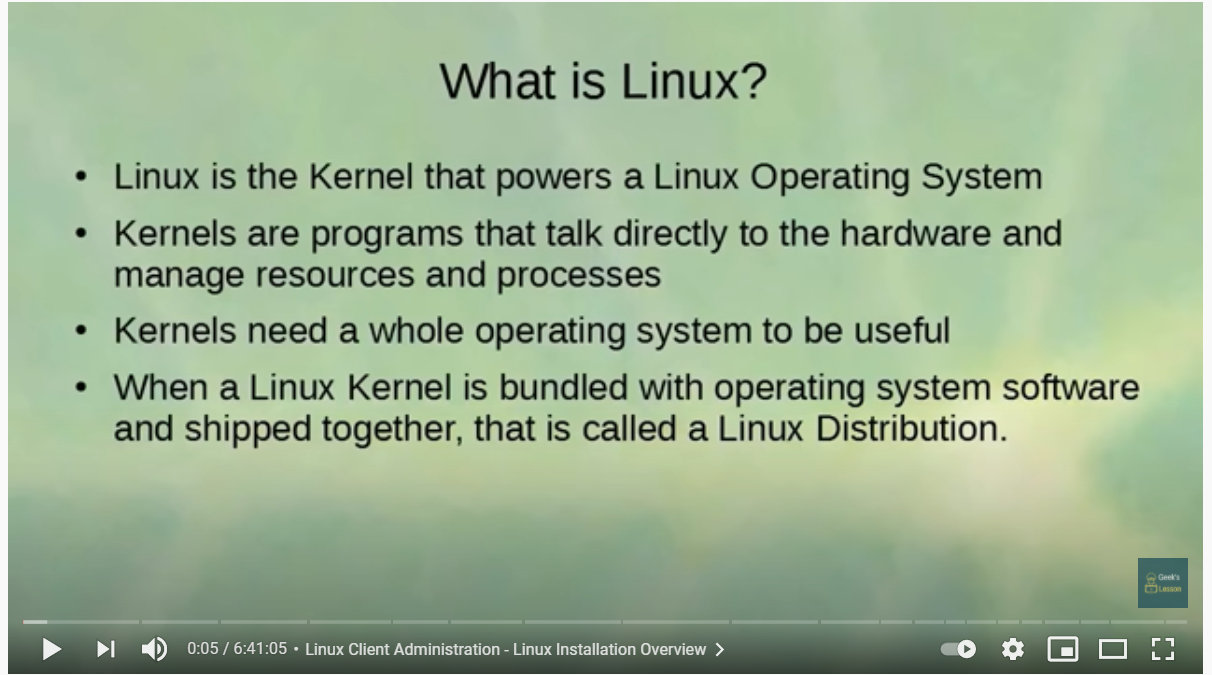 What is Linux?
• Linux is the Kernel that powers a Linux Operating System
• Kernels are programs that talk directly to the hardware and
manage resources and processes
• Kernels need a whole operating system to be useful
• When a Linux Kernel is bundled with operating system software
and shipped together, that is called a Linux Distribution.
Geek's
Lesson
0:05 / 6:41:05 • Linux Client Administration - Linux Installation Overview